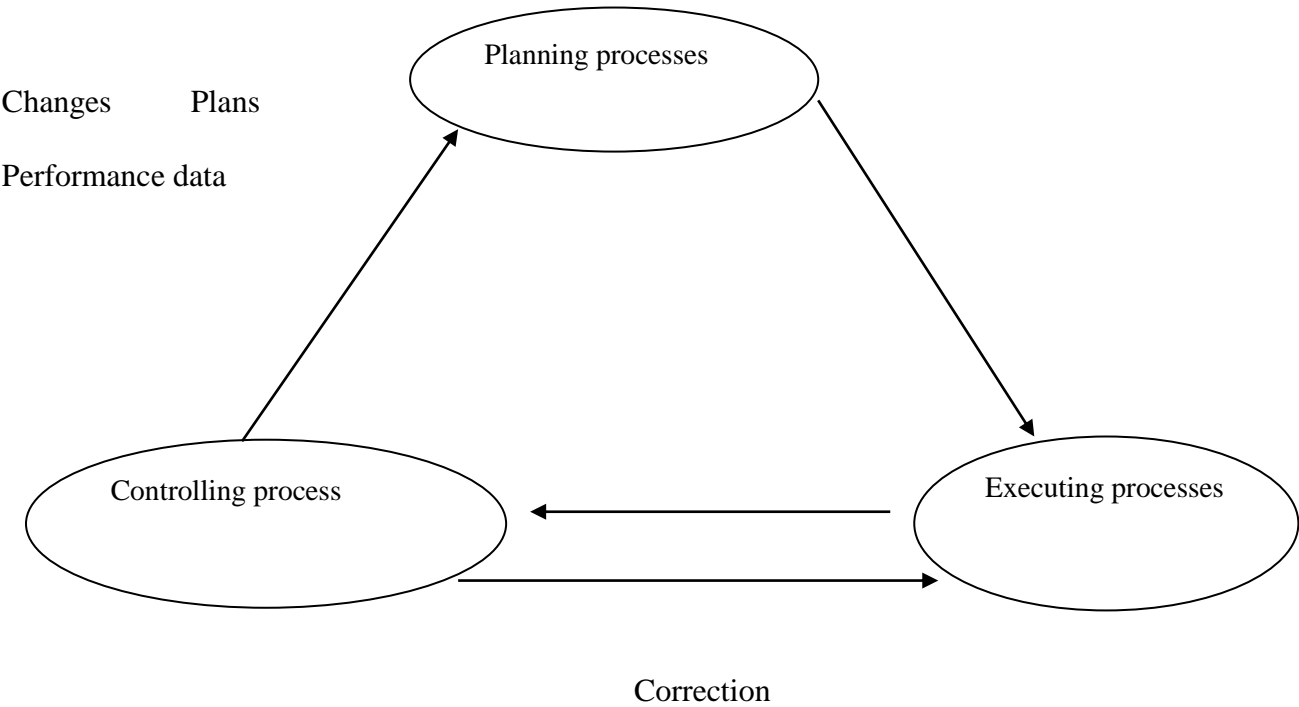 Planning processes
Changes Plans
Performance data
Controlling process
Executing processes
Correction